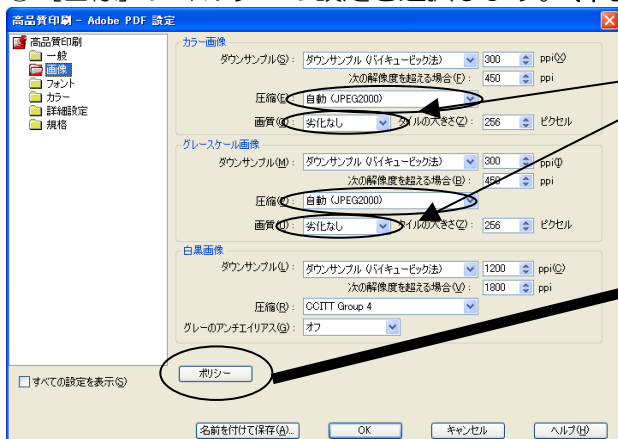 高品質印刷 - Adobe PDF 設定
高品質印刷
一般
画像
フォント
カラー
詳細設定
規格
すべての設定を表示(S)
カラー画像
ダウンサンプル(S): ダウンサンプル (バイキュービック法) 300 ppi(X)
次の解像度を超える場合(F): 450 ppi
圧縮(E): 自動 (JPEG2000)
画質(Q): 劣化なし タイルの大きさ(Z): 256 ピクセル
グレースケール画像
ダウンサンプル(M): ダウンサンプル (バイキュービック法) 300 ppi(I)
次の解像度を超える場合(B): 450 ppi
圧縮(P): 自動 (JPEG2000)
画質(U): 劣化なし タイルの大きさ(Z): 256 ピクセル
白黒画像
ダウンサンプル(L): ダウンサンプル (バイキュービック法) 1200 ppi(C)
次の解像度を超える場合(V): 1800 ppi
圧縮(R): CCITT Group 4
グレーのアンチエイリアス(G): オフ
ポリシー
名前を付けて保存(A)... OK キャンセル ヘルプ(H)